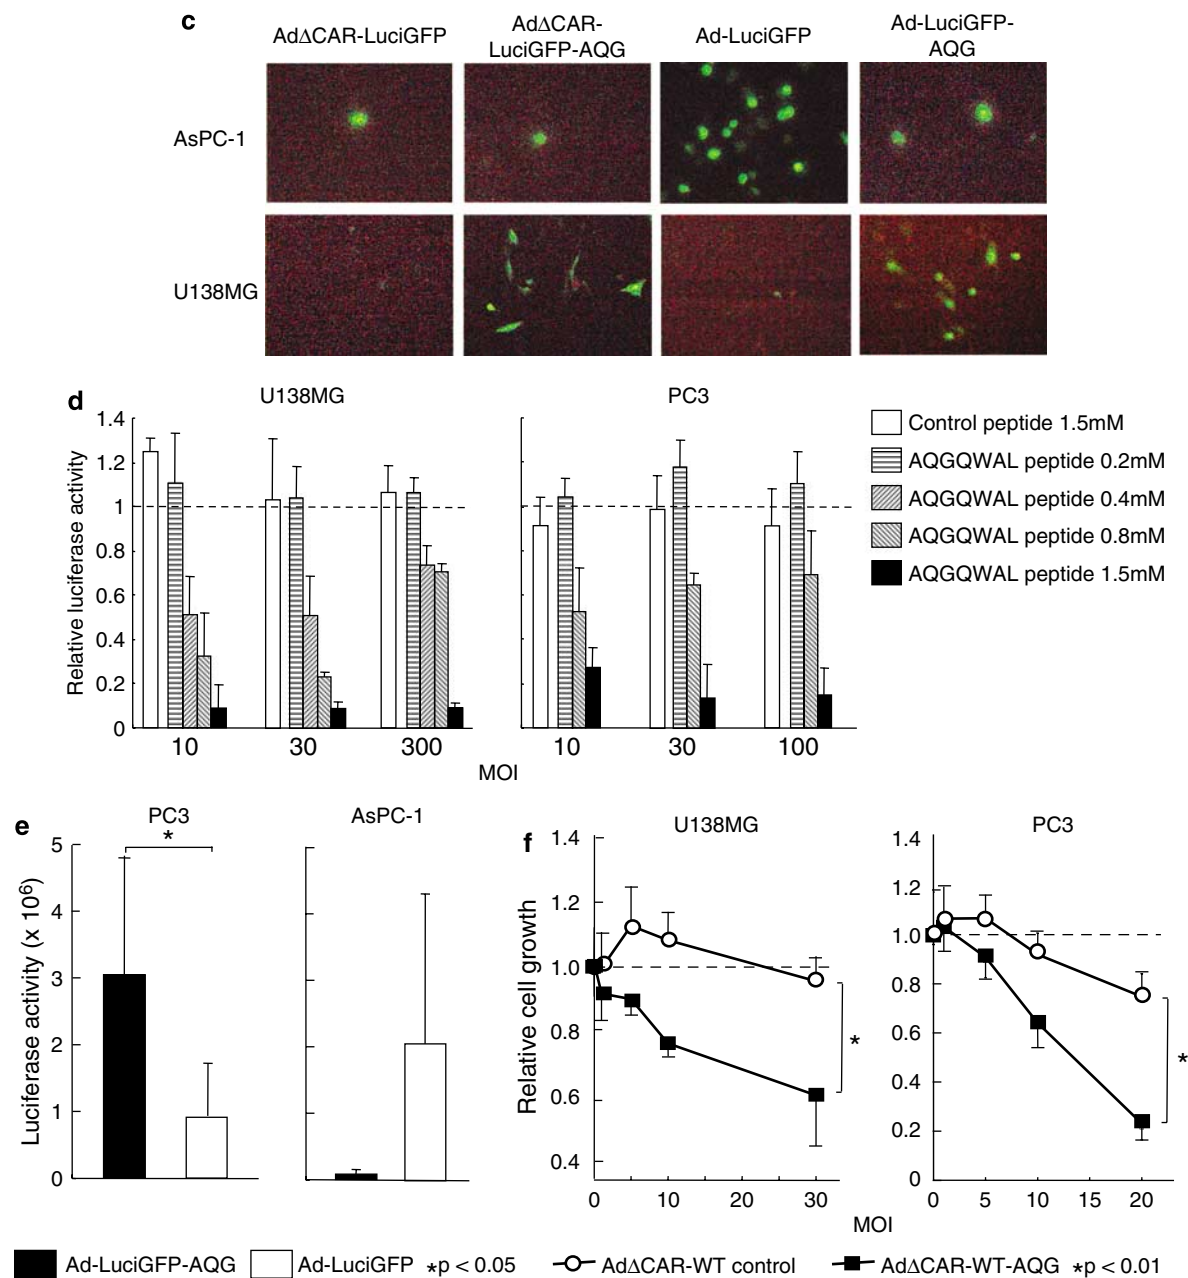 c
AdΔCAR-LuciGFP
AdΔCAR-
LuciGFP-AQG
Ad-LuciGFP
Ad-LuciGFP-
AQG
AsPC-1
U138MG
d
U138MG
PC3
Relative luciferase activity
1.4
1.2
1
0.8
0.6
0.4
0.2
0
10
30
300
10
30
100
MOI
Control peptide 1.5mM
AQGQWAL peptide 0.2mM
AQGQWAL peptide 0.4mM
AQGQWAL peptide 0.8mM
AQGQWAL peptide 1.5mM
e
PC3
AsPC-1
*
Luciferase activity (x 10⁶)
5
4
3
2
1
0
f
U138MG
PC3
Relative cell growth
1.4
1.2
1.0
0.8
0.6
0.4
0
10
20
30
*
1.4
1.2
1.0
0.8
0.6
0.4
0.2
0
0
5
10
15
20
*
MOI
Ad-LuciGFP-AQG
Ad-LuciGFP
*p < 0.05
AdΔCAR-WT control
AdΔCAR-WT-AQG
*p < 0.01